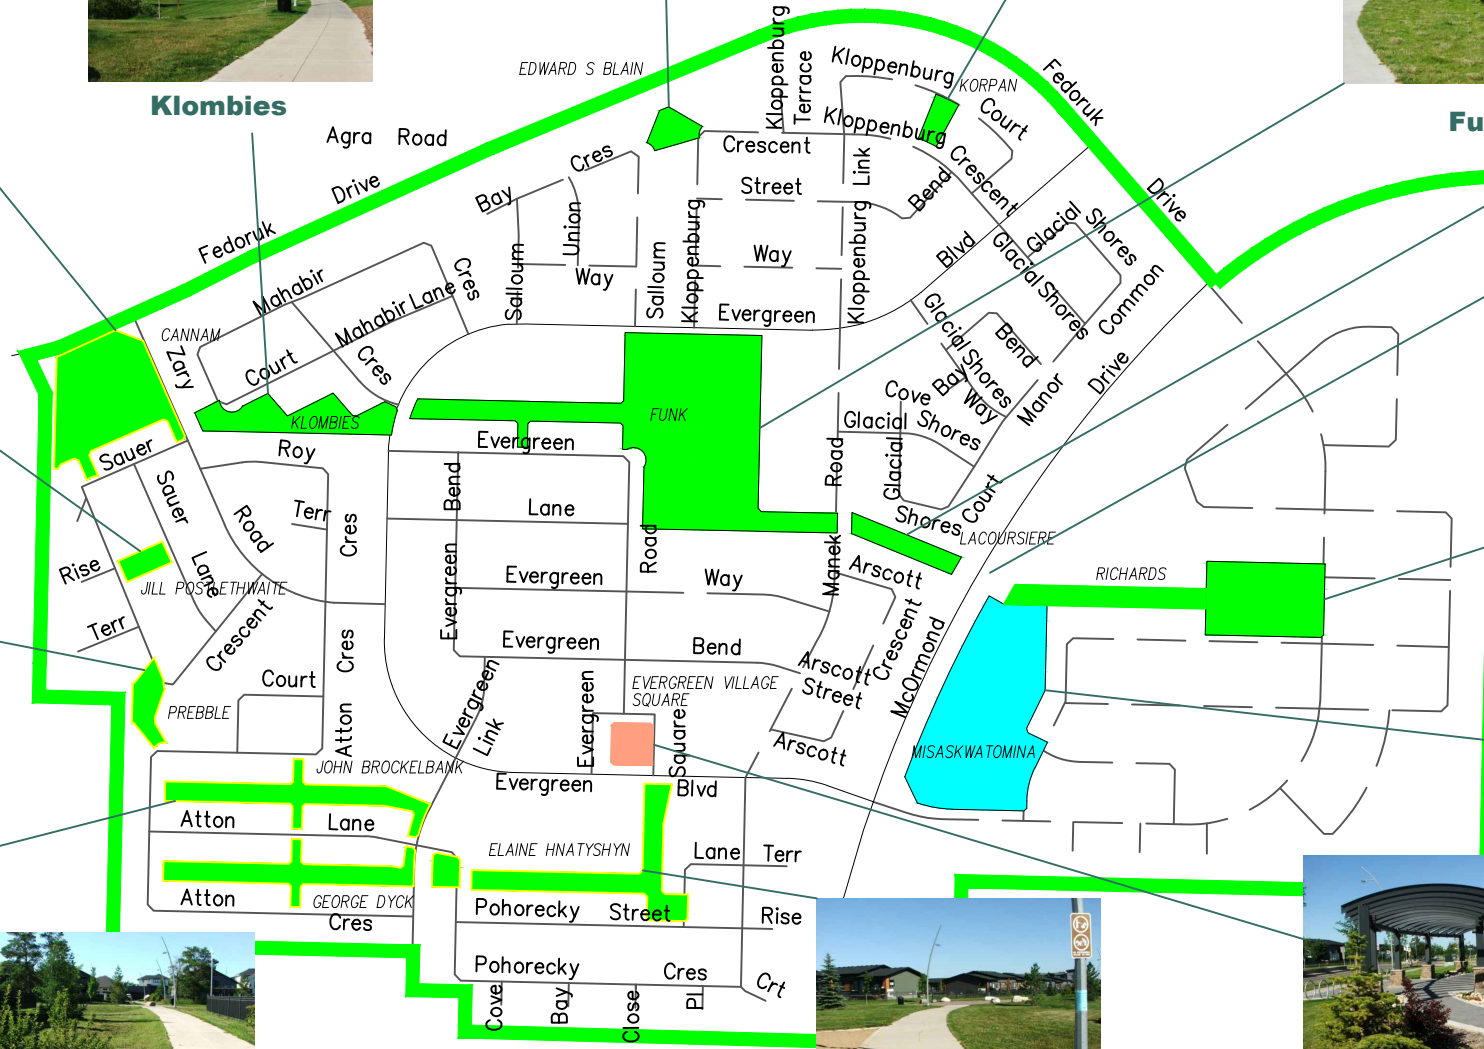 Klombies
Fu
EDWARD S BLAIN
Agra Road
Fedoruk
Drive
Kloppenburg
Terrace
Kloppenburg
KORPAN
Court
Fedoruk
Drive
Kloppenburg
Crescent
Crescent
Street
Kloppenburg Link
Bend
Bay
Cres
Union
Salloum
Way
Salloum
Kloppenburg
Way
Evergreen
Blvd
Glacial
Shores
Glacial Shores
Common
Glacial Shores
Bend
Bay
Way
Manor
Drive
Cove
Glacial
Shores
Glacial
Shores
Court
Mahabir
Cres
Mahabir Lane
Court
Cres
CANNAM
Zary
KLOMBIES
FUNK
Roy
Evergreen
Sauer
Sauer
Lane
Road
Terr
Cres
Bend
Lane
Road
Road
Manek
LACOURSIERE
RICHARDS
Rise
JILL POSTLETHWAITE
Terr
Crescent
Evergreen
Evergreen
Way
Arscott
Crescent
McOrmond
Cres
Evergreen
Bend
Arscott
Street
Court
PREBBLE
Atton
Evergreen
Link
Evergreen
EVERGREEN VILLAGE
SQUARE
Square
Arscott
MISASKWATOMINA
JOHN BROCKELBANK
Evergreen
Blvd
Atton
Lane
ELAINE HNATYSHYN
Lane Terr
Atton
GEORGE DYCK
Cres
Pohorecky
Street
Rise
Pohorecky
Cres
Crt
Cove
Bay
Close
Pl